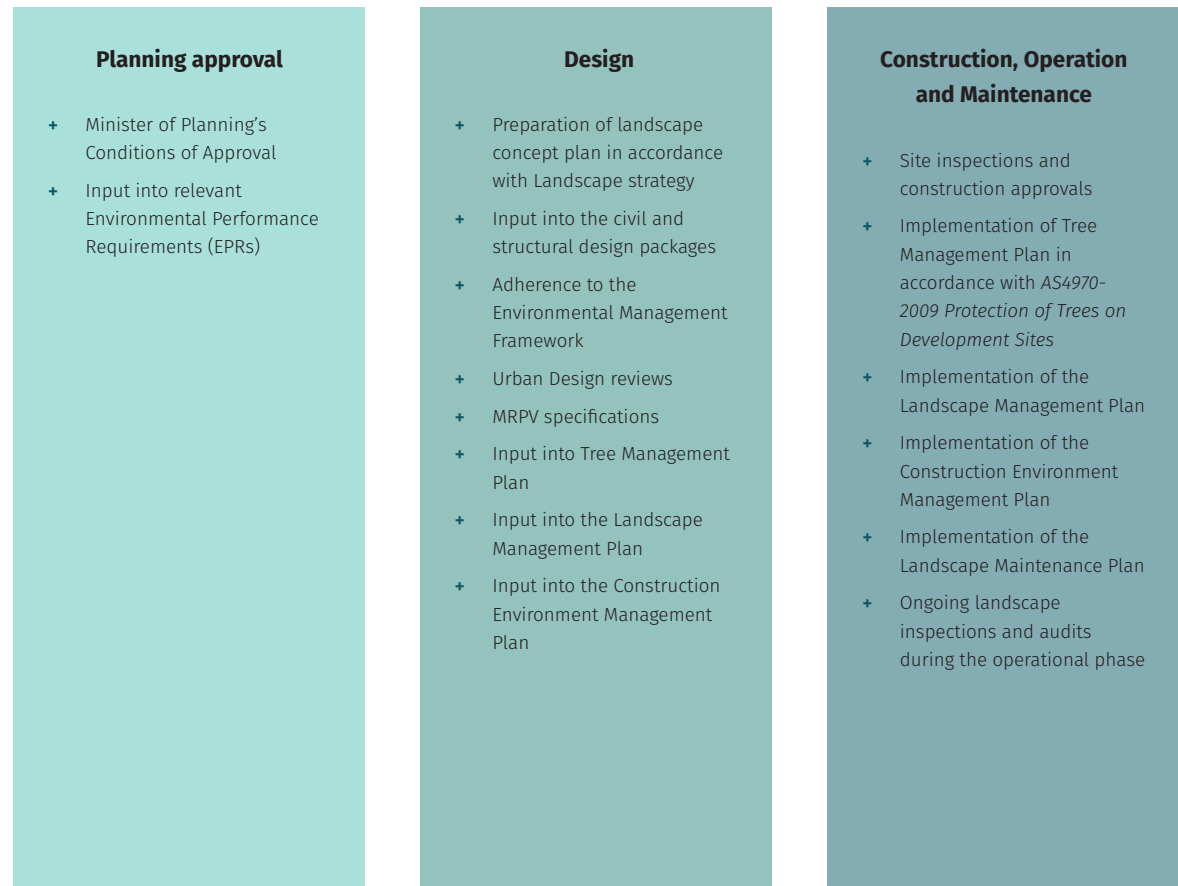 Planning approval
+ Minister of Planning’s
Conditions of Approval
+ Input into relevant
Environmental Performance
Requirements (EPRs)
Design
+ Preparation of landscape
concept plan in accordance
with Landscape strategy
+ Input into the civil and
structural design packages
+ Adherence to the
Environmental Management
Framework
+ Urban Design reviews
+ MRPV specifications
+ Input into Tree Management
Plan
+ Input into the Landscape
Management Plan
+ Input into the Construction
Environment Management
Plan
Construction, Operation
and Maintenance
+ Site inspections and
construction approvals
+ Implementation of Tree
Management Plan in
accordance with AS4970-
2009 Protection of Trees on
Development Sites
+ Implementation of the
Landscape Management Plan
+ Implementation of the
Construction Environment
Management Plan
+ Implementation of the
Landscape Maintenance Plan
+ Ongoing landscape
inspections and audits
during the operational phase